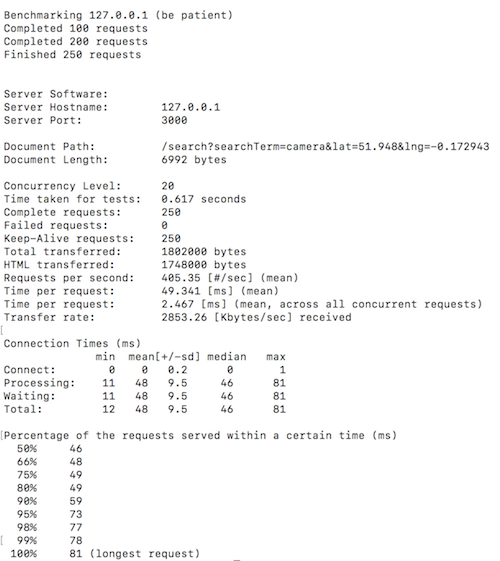 Benchmarking 127.0.0.1 (be patient)
Completed 100 requests
Completed 200 requests
Finished 250 requests
Server Software:
Server Hostname: 127.0.0.1
Server Port: 3000
Document Path: /search?searchTerm=camera&lat=51.948&lng=-0.172943
Document Length: 6992 bytes
Concurrency Level: 20
Time taken for tests: 0.617 seconds
Complete requests: 250
Failed requests: 0
Keep-Alive requests: 250
Total transferred: 1802000 bytes
HTML transferred: 1748000 bytes
Requests per second: 405.35 [#/sec] (mean)
Time per request: 49.341 [ms] (mean)
Time per request: 2.467 [ms] (mean, across all concurrent requests)
Transfer rate: 2853.26 [Kbytes/sec] received
[
Connection Times (ms)
min mean[+/-sd] median max
Connect: 0 0 0.2 0 1
Processing: 11 48 9.5 46 81
Waiting: 11 48 9.5 46 81
Total: 12 48 9.5 46 81
[Percentage of the requests served within a certain time (ms)
50% 46
66% 48
75% 49
80% 49
90% 59
95% 73
98% 77
[ 99% 78
100% 81 (longest request)